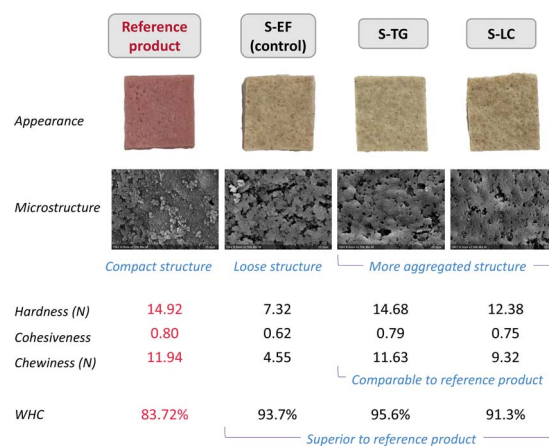 Reference product
S-EF (control)
S-TG
S-LC
Appearance
Microstructure
Compact structure
Loose structure
More aggregated structure
Hardness (N) 14.92 7.32 14.68 12.38
Cohesiveness 0.80 0.62 0.79 0.75
Chewiness (N) 11.94 4.55 11.63 9.32
Comparable to reference product
WHC 83.72% 93.7% 95.6% 91.3%
Superior to reference product